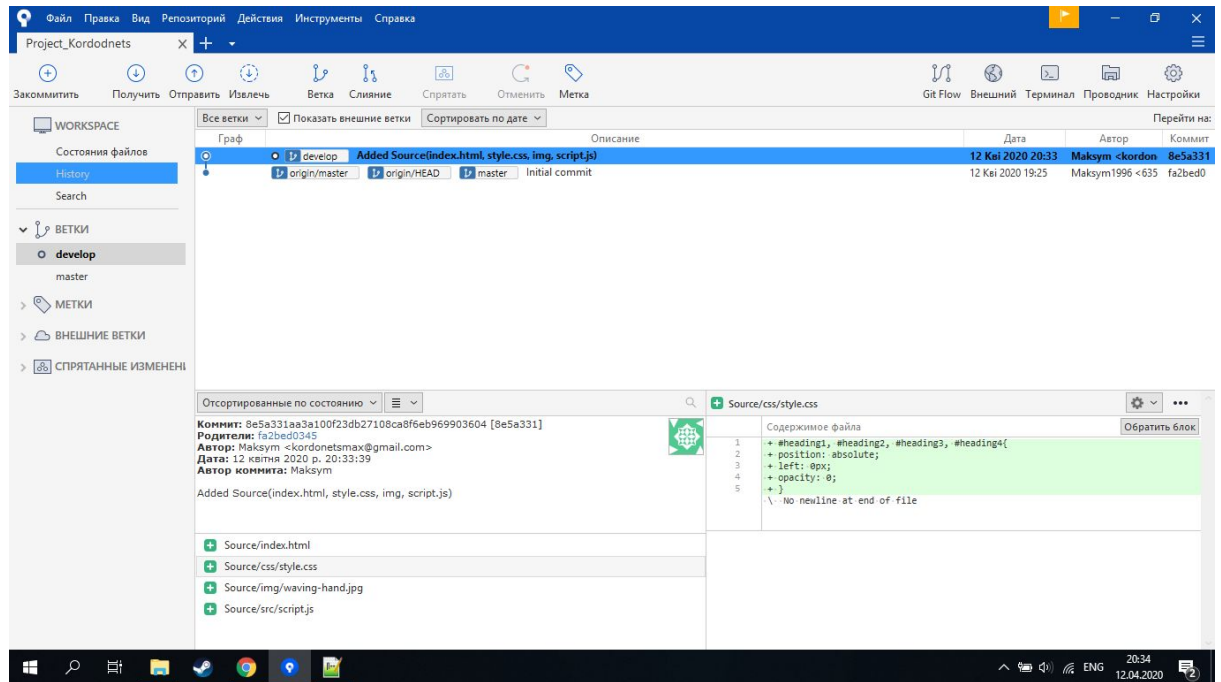 Файл Правка Вид Репозиторий Действия Инструменты Справка
Project_Kordodnets
Закоммитить Получить Отправить Извлечь Ветка Слияние Спрятать Отменить Метка Git Flow Внешний Терминал Проводник Настройки
WORKSPACE
Состояния файлов
History
Search
ВЕТКИ
develop
master
МЕТКИ
ВНЕШНИЕ ВЕТКИ
СПРЯТАННЫЕ ИЗМЕНЕНИ
Все ветки Показать внешние ветки Сортировать по дате Перейти на:
Граф Описание Дата Автор Коммит
develop Added Source(index.html, style.css, img, script.js) 12 Кві 2020 20:33 Maksym <kordon 8e5a331
origin/master origin/HEAD master Initial commit 12 Кві 2020 19:25 Maksym1996 <635 fa2bed0
Отсортированные по состоянию
Коммит: 8e5a331aa3a100f23db27108ca8f6eb969903604 [8e5a331]
Родители: fa2bed0345
Автор: Maksym <kordonetsmax@gmail.com>
Дата: 12 квітня 2020 р. 20:33:39
Автор коммита: Maksym
Added Source(index.html, style.css, img, script.js)
Source/index.html
Source/css/style.css
Source/img/waving-hand.jpg
Source/src/script.js
Source/css/style.css
Содержимое файла Обратить блок
1 + #heading1, #heading2, #heading3, #heading4{
2 + position: absolute;
3 + left: 0px;
4 + opacity: 0;
5 + }
\ No newline at end of file
ENG
20:34
12.04.2020
2